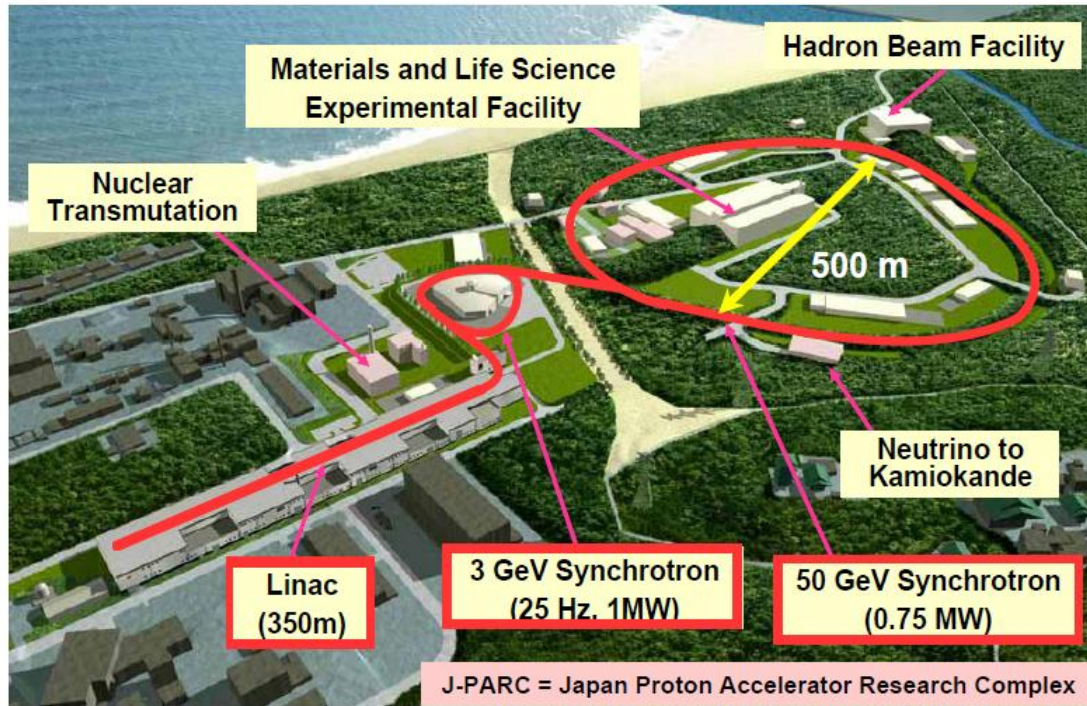 Hadron Beam Facility
Materials and Life Science
Experimental Facility
Nuclear
Transmutation
500 m
Neutrino to
Kamiokande
Linac
(350m)
3 GeV Synchrotron
(25 Hz, 1MW)
50 GeV Synchrotron
(0.75 MW)
J-PARC = Japan Proton Accelerator Research Complex